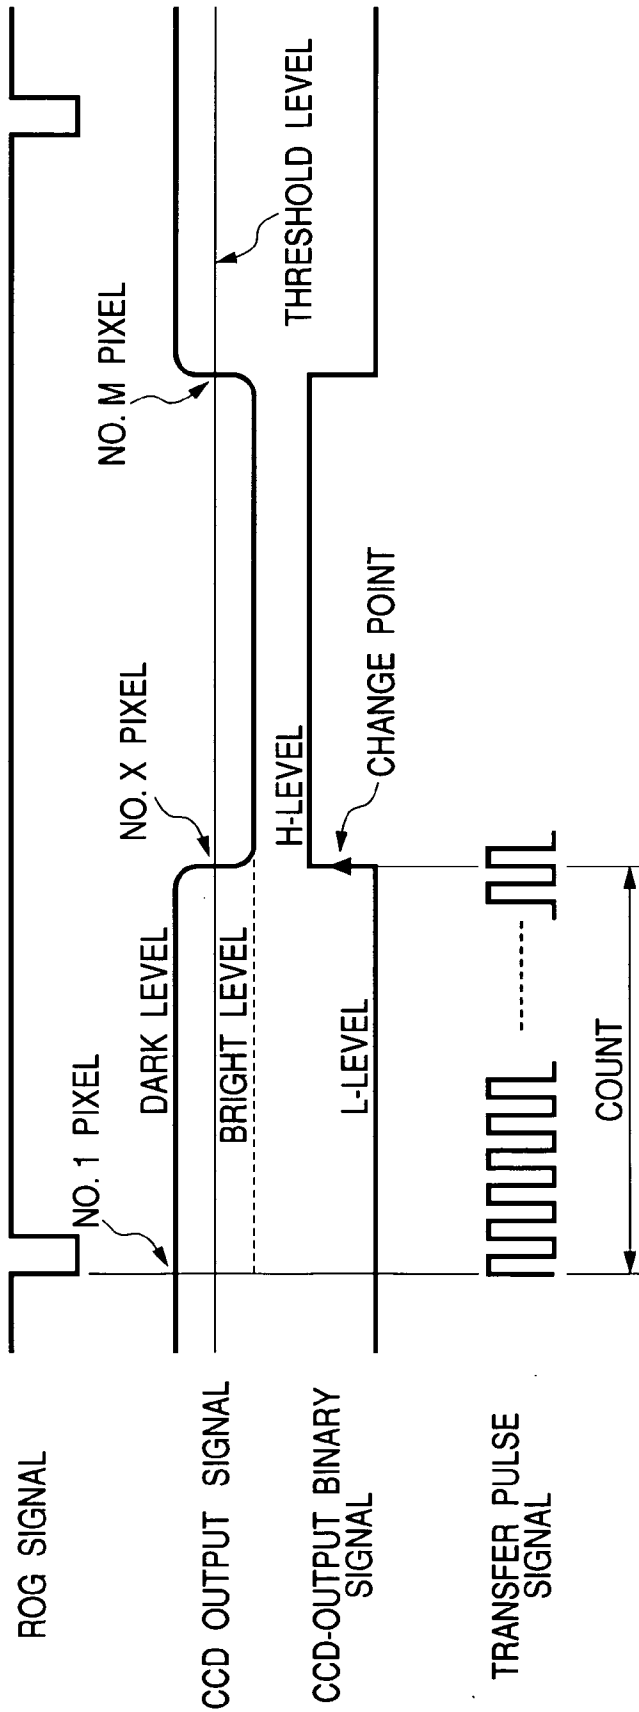 ROG SIGNAL
NO. 1 PIXEL
NO. X PIXEL
NO. M PIXEL
CCD OUTPUT SIGNAL
DARK LEVEL
BRIGHT LEVEL
THRESHOLD LEVEL
CCD-OUTPUT BINARY
SIGNAL
L-LEVEL
H-LEVEL
CHANGE POINT
TRANSFER PULSE
SIGNAL
COUNT